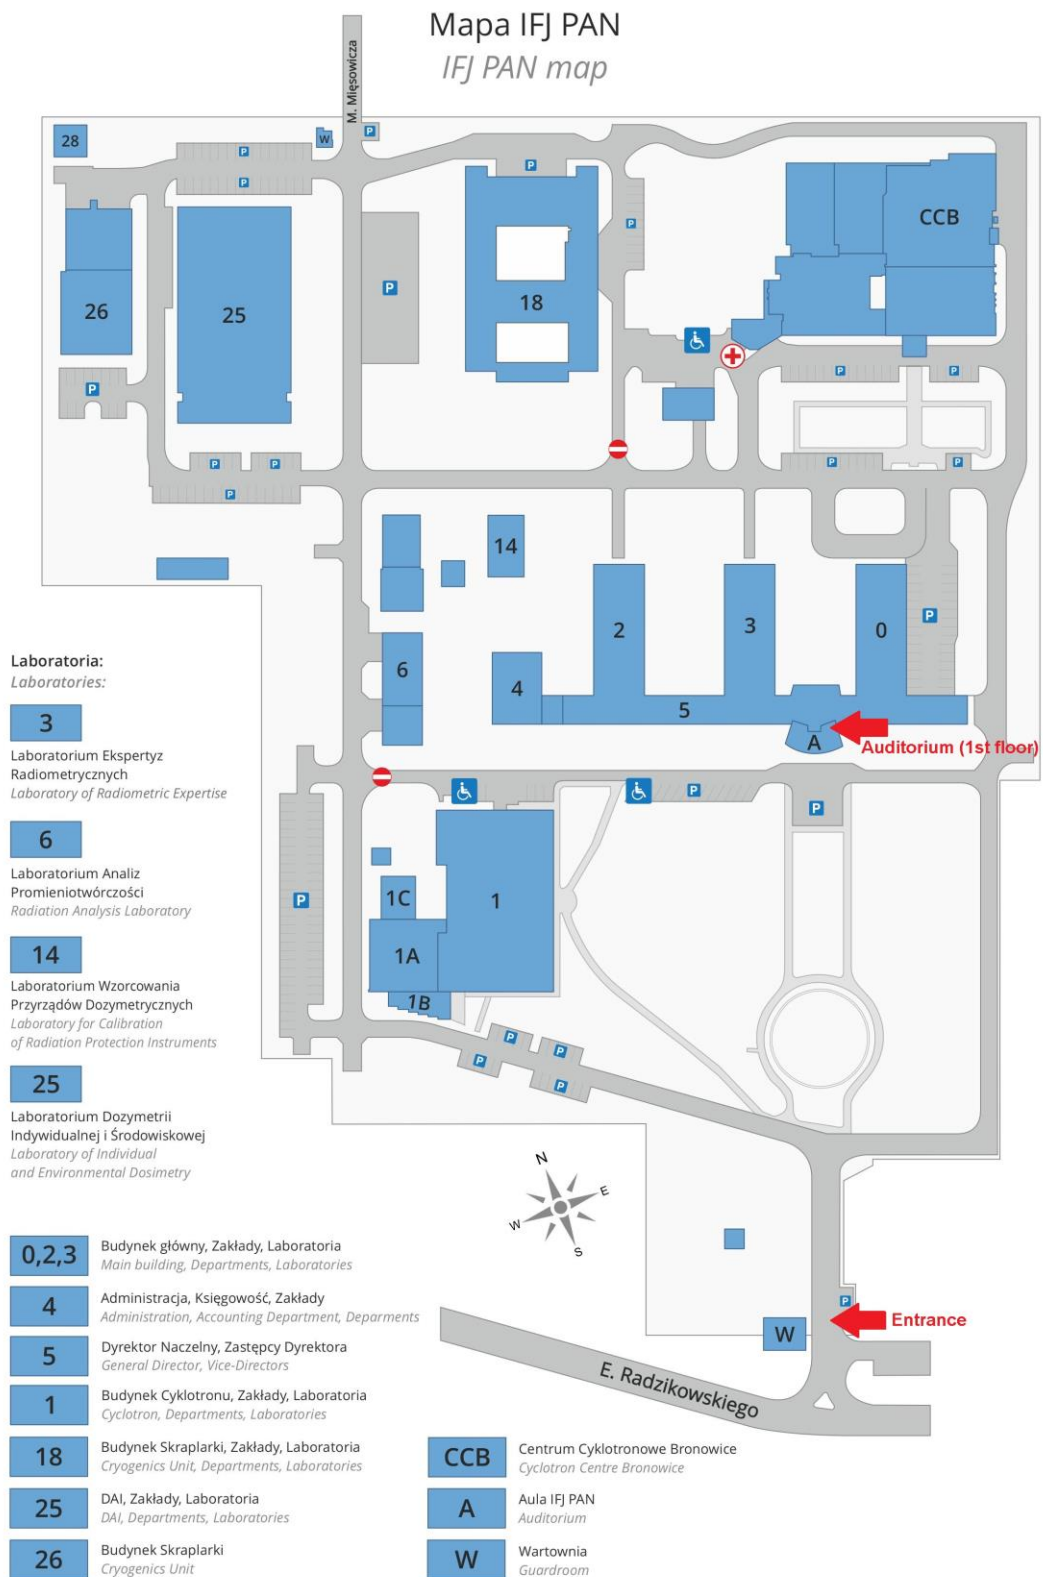 Mapa IFJ PAN
IFJ PAN map
M. Mięsowicza
P
W
28
P
P
P
P
CCB
26
25
P
18
P
P
P
P
P
P
P
P
P
P
14
2
3
0
P
6
4
5
A
Auditorium (1st floor)
P
P
1C
1
P
1A
1B
P
P
P
P
Laboratoria:
Laboratories:
3
Laboratorium Ekspertyz
Radiometrycznych
Laboratory of Radiometric Expertise
6
Laboratorium Analiz
Promieniotwórczości
Radiation Analysis Laboratory
14
Laboratorium Wzorcowania
Przyrządów Dozymetrycznych
Laboratory for Calibration
of Radiation Protection Instruments
25
Laboratorium Dozymetrii
Indywidualnej i Środowiskowej
Laboratory of Individual
and Environmental Dosimetry
N
E
W
S
P
Entrance
W
E. Radzikowskiego
0,2,3
Budynek główny, Zakłady, Laboratoria
Main building, Departments, Laboratories
4
Administracja, Księgowość, Zakłady
Administration, Accounting Department, Deparments
5
Dyrektor Naczelny, Zastępcy Dyrektora
General Director, Vice-Directors
1
Budynek Cyklotronu, Zakłady, Laboratoria
Cyclotron, Departments, Laboratories
18
Budynek Skraplarki, Zakłady, Laboratoria
Cryogenics Unit, Departments, Laboratories
25
DAI, Zakłady, Laboratoria
DAI, Departments, Laboratories
26
Budynek Skraplarki
Cryogenics Unit
CCB
Centrum Cyklotronowe Bronowice
Cyclotron Centre Bronowice
A
Aula IFJ PAN
Auditorium
W
Wartownia
Guardroom